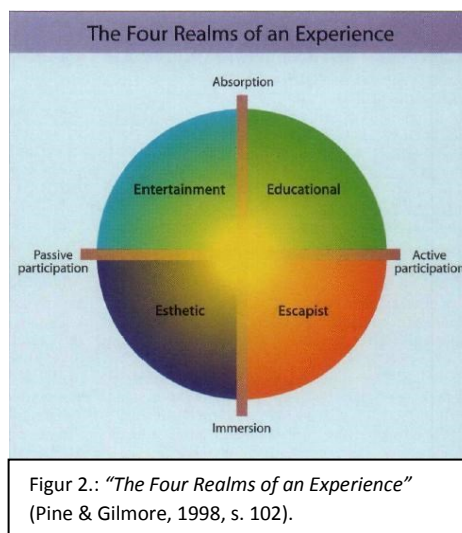 The Four Realms of an Experience
Absorption
Entertainment
Educational
Passive
participation
Active
participation
Esthetic
Escapist
Immersion
Figur 2.: “The Four Realms of an Experience”
(Pine & Gilmore, 1998, s. 102).